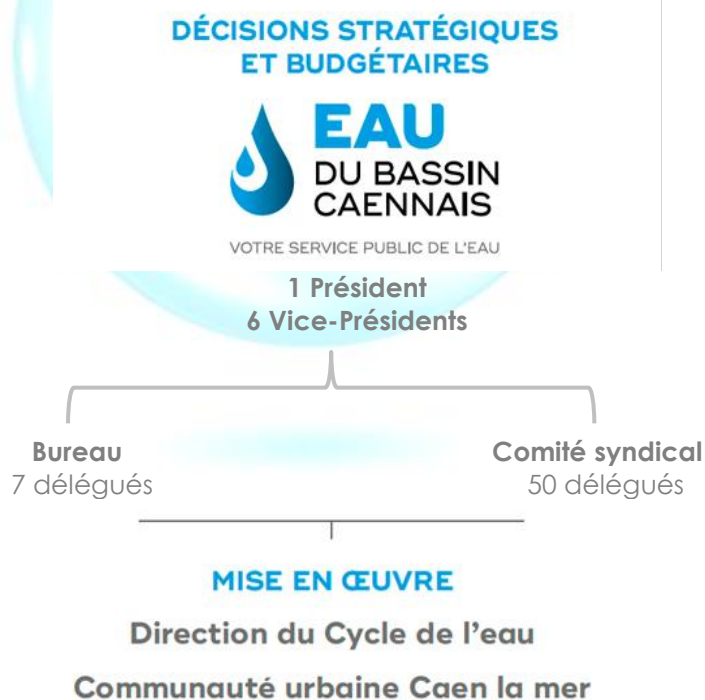 DÉCISIONS STRATÉGIQUES
ET BUDGÉTAIRES
EAU
DU BASSIN
CAENNAIS
VOTRE SERVICE PUBLIC DE L'EAU
1 Président
6 Vice-Présidents
Bureau
7 délégués
Comité syndical
50 délégués
MISE EN ŒUVRE
Direction du Cycle de l'eau
Communauté urbaine Caen la mer